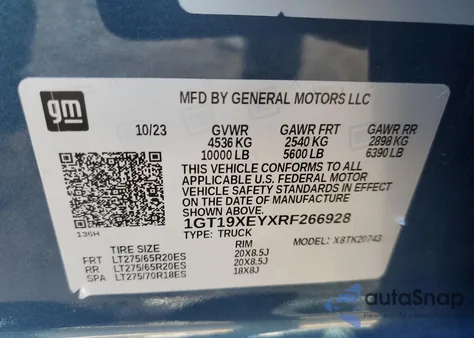 gm
MFD BY GENERAL MOTORS LLC
10/23 GVWR GAWR FRT GAWR RR
4536 KG 2540 KG 2898 KG
10000 LB 5600 LB 6390 LB
THIS VEHICLE CONFORMS TO ALL
APPLICABLE U.S. FEDERAL MOTOR
VEHICLE SAFETY STANDARDS IN EFFECT
ON THE DATE OF MANUFACTURE
SHOWN ABOVE.
1GT19XEYXRF266928
136H TYPE: TRUCK MODEL: X8TK20743
TIRE SIZE RIM
FRT LT275/65R20ES 20X8.5J
RR LT275/65R20ES 20X8.5J
SPA LT275/70R18ES 18X8J
autoSnap